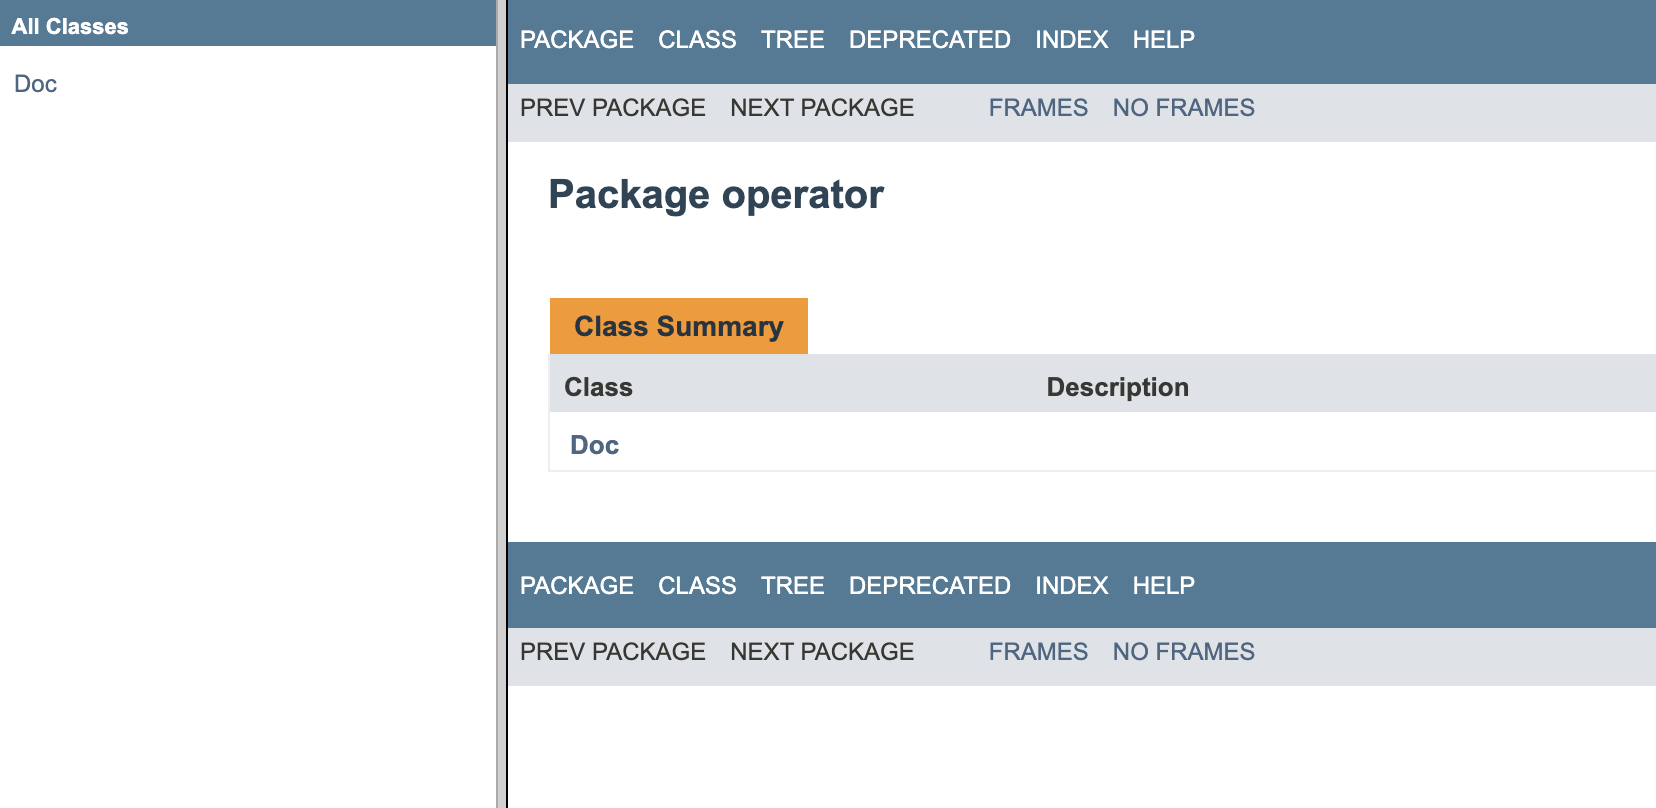 All Classes
Doc
PACKAGE CLASS TREE DEPRECATED INDEX HELP
PREV PACKAGE NEXT PACKAGE FRAMES NO FRAMES
Package operator
Class Summary
Class Description
Doc
PACKAGE CLASS TREE DEPRECATED INDEX HELP
PREV PACKAGE NEXT PACKAGE FRAMES NO FRAMES